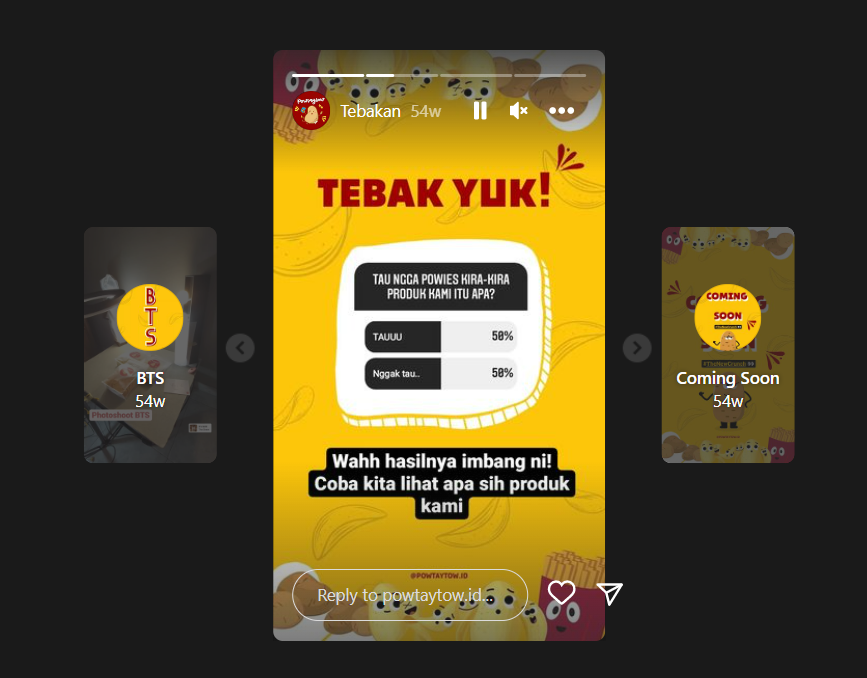 Tebakan 54w
TEBAK YUK!
TAU NGGA POWIES KIRA-KIRA
PRODUK KAMI ITU APA?
TAUUU 50%
Nggak tau.. 50%
Wahh hasilnya imbang ni!
Coba kita lihat apa sih produk
kami
@POWTAYTOW.ID
Reply to powtaytow.id...
B
T
S
BTS
54w
Photoshoot BTS
COMING
SOON
Coming Soon
54w